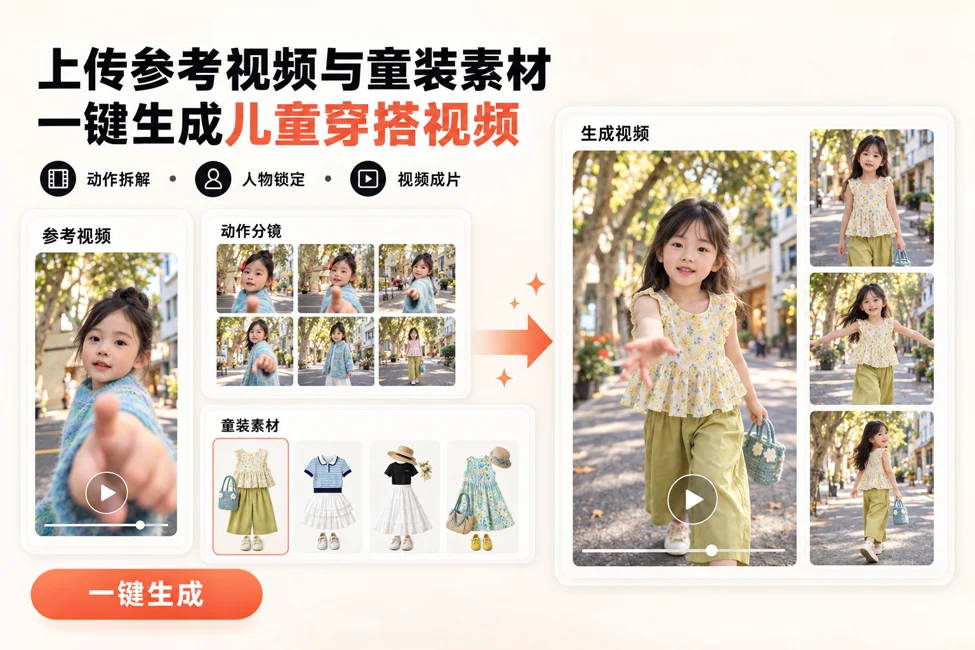 上传参考视频与童装素材
一键生成儿童穿搭视频
动作拆解 • 人物锁定 • 视频成片
参考视频
动作分镜
童装素材
一键生成
生成视频